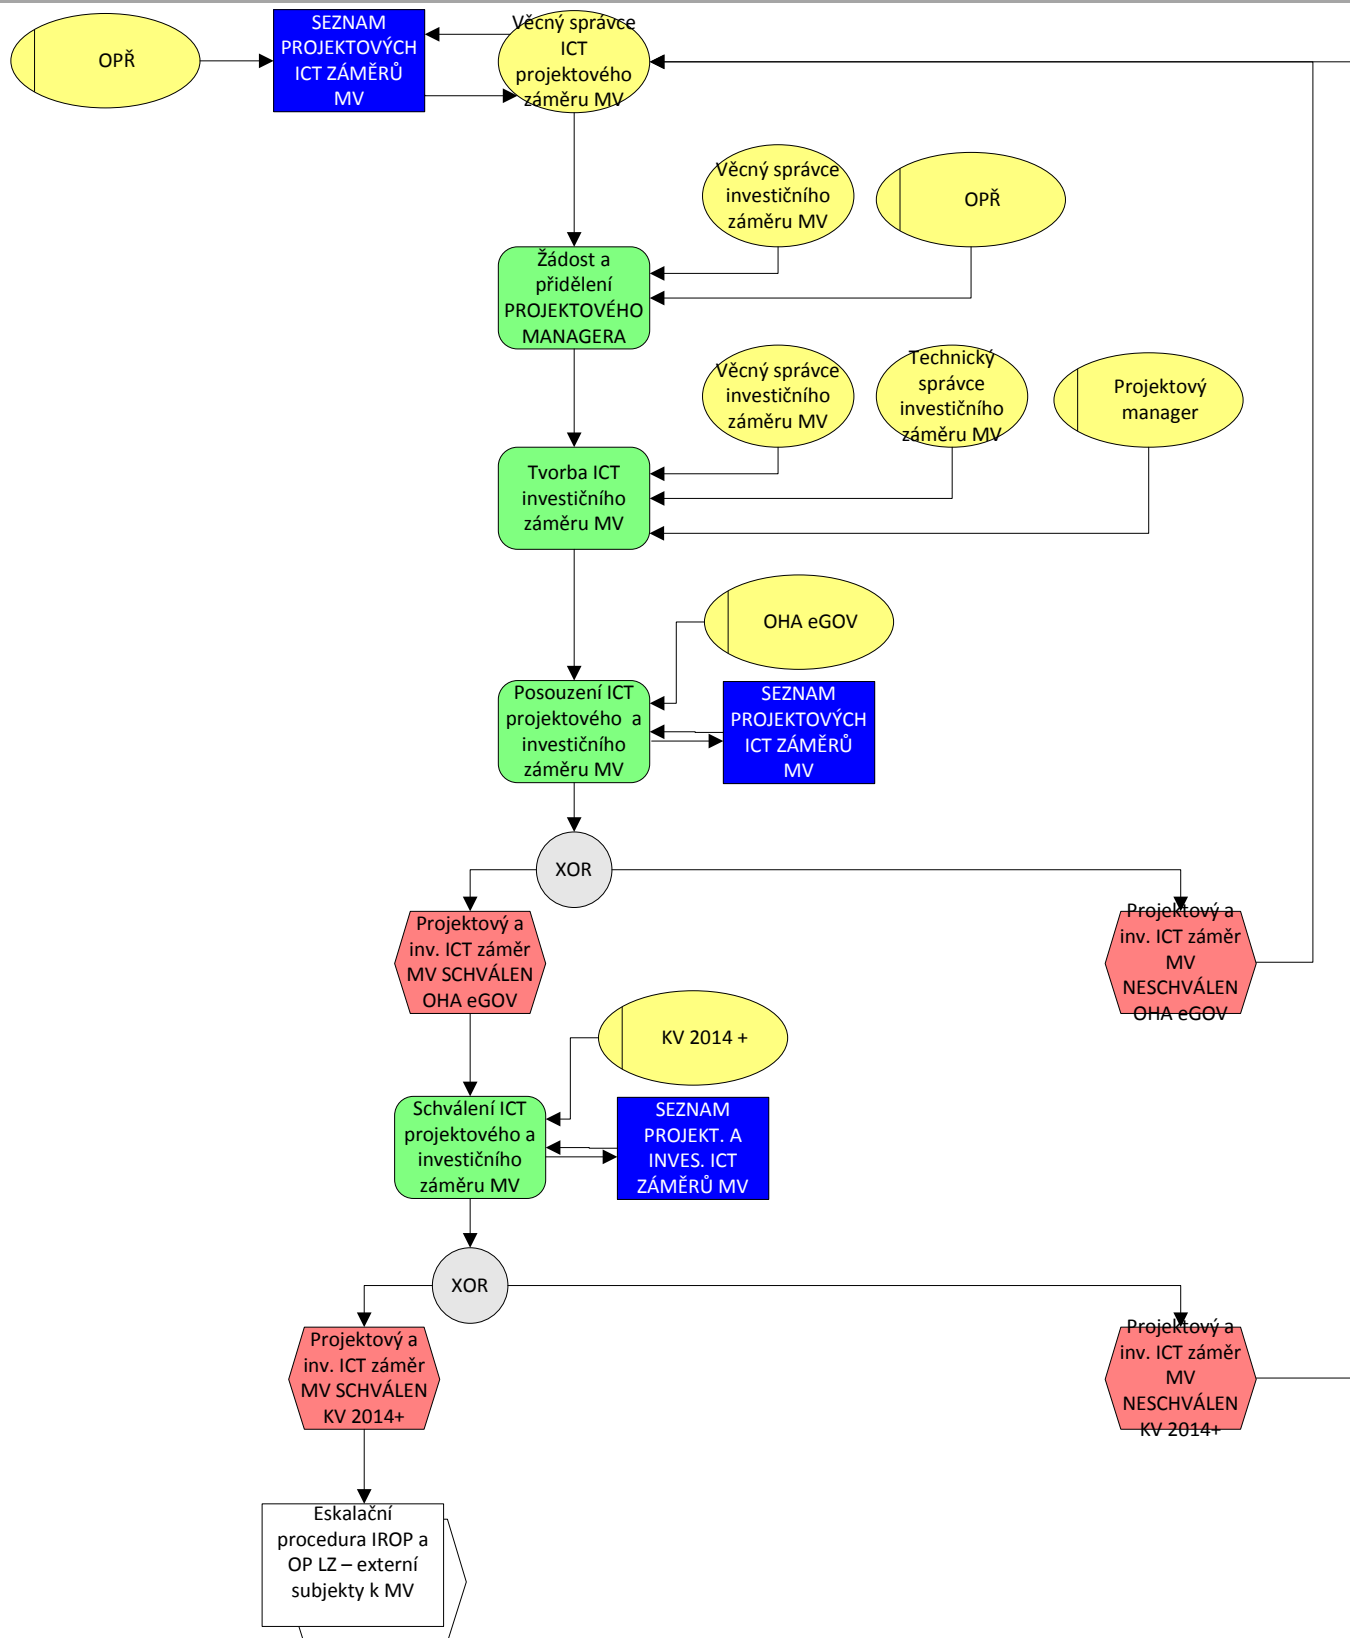 OPŘ
SEZNAM
PROJEKTOVÝCH
ICT ZÁMĚRŮ
MV
Věcný správce
ICT
projektového
záměru MV
Věcný správce
investičního
záměru MV
OPŘ
Žádost a
přidělení
PROJEKTOVÉHO
MANAGERA
Věcný správce
investičního
záměru MV
Technický
správce
investičního
záměru MV
Projektový
manager
Tvorba ICT
investičního
záměru MV
OHA eGOV
Posouzení ICT
projektového a
investičního
záměru MV
SEZNAM
PROJEKTOVÝCH
ICT ZÁMĚRŮ
MV
XOR
Projektový a
inv. ICT záměr
MV SCHVÁLEN
OHA eGOV
Projektový a
inv. ICT záměr
MV
NESCHVÁLEN
OHA eGOV
KV 2014 +
Schválení ICT
projektového a
investičního
záměru MV
SEZNAM
PROJEKT. A
INVES. ICT
ZÁMĚRŮ MV
XOR
Projektový a
inv. ICT záměr
MV SCHVÁLEN
KV 2014+
Projektový a
inv. ICT záměr
MV
NESCHVÁLEN
KV 2014+
Eskalační
procedura IROP a
OP LZ – externí
subjekty k MV